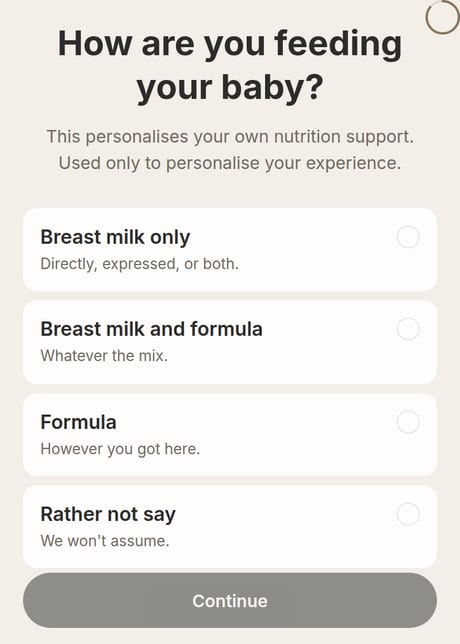 How are you feeding
your baby?
This personalises your own nutrition support.
Used only to personalise your experience.
Breast milk only
Directly, expressed, or both.
Breast milk and formula
Whatever the mix.
Formula
However you got here.
Rather not say
We won't assume.
Continue